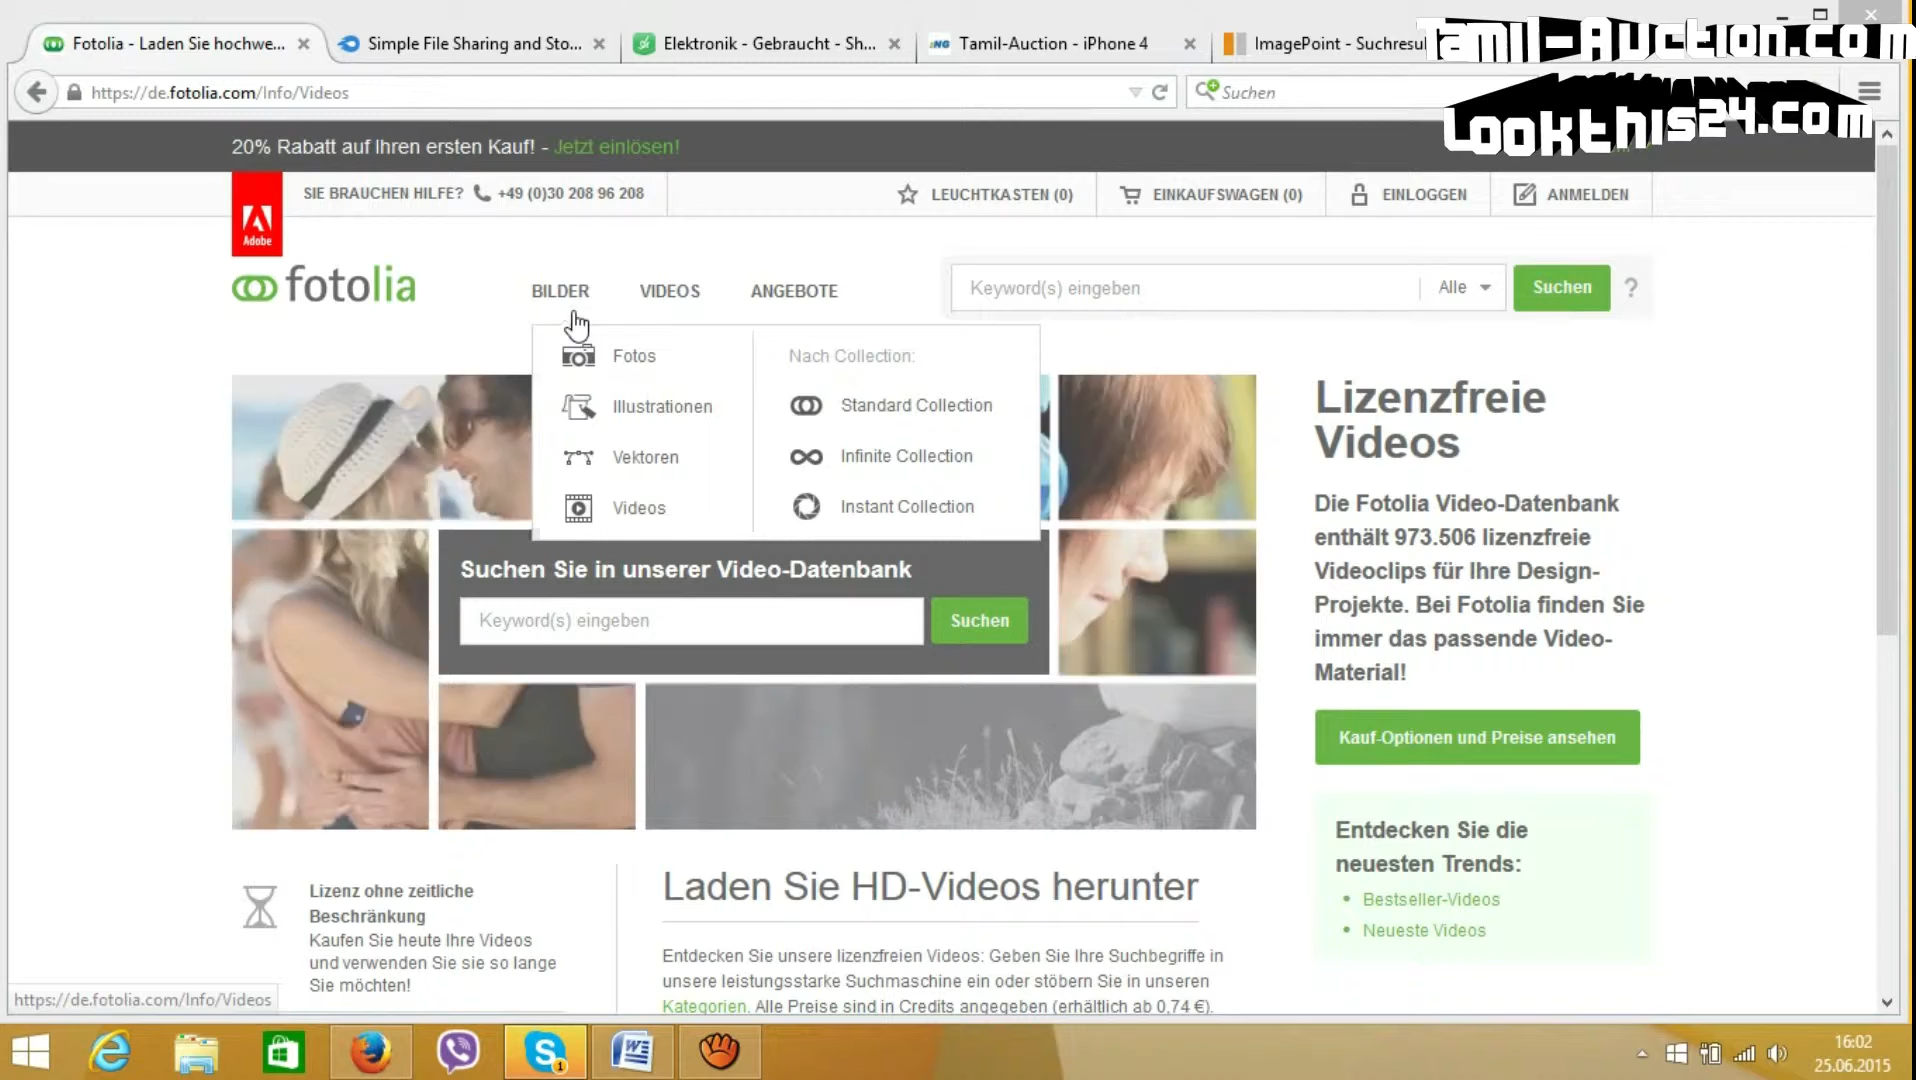 Fotolia - Laden Sie hochwe...
Simple File Sharing and Sto...
Elektronik - Gebraucht - Sh...
Tamil-Auction - iPhone 4
ImagePoint - Suchresul
Tamil-Auction.com
https://de.fotolia.com/Info/Videos
Suchen
Lookthis24.com
20% Rabatt auf Ihren ersten Kauf! - Jetzt einlösen!
SIE BRAUCHEN HILFE? +49 (0)30 208 96 208
LEUCHTKASTEN (0)
EINKAUFSWAGEN (0)
EINLOGGEN
ANMELDEN
Adobe
fotolia
BILDER
VIDEOS
ANGEBOTE
Keyword(s) eingeben
Alle
Suchen
?
Fotos
Illustrationen
Vektoren
Videos
Nach Collection:
Standard Collection
Infinite Collection
Instant Collection
Lizenzfreie
Videos
Die Fotolia Video-Datenbank
enthält 973.506 lizenzfreie
Videoclips für Ihre Design-
Projekte. Bei Fotolia finden Sie
immer das passende Video-
Material!
Suchen Sie in unserer Video-Datenbank
Keyword(s) eingeben
Suchen
Kauf-Optionen und Preise ansehen
Entdecken Sie die
neuesten Trends:
Bestseller-Videos
Neueste Videos
Lizenz ohne zeitliche
Beschränkung
Kaufen Sie heute Ihre Videos
und verwenden Sie sie so lange
Sie möchten!
Laden Sie HD-Videos herunter
Entdecken Sie unsere lizenzfreien Videos: Geben Sie Ihre Suchbegriffe in
unsere leistungsstarke Suchmaschine ein oder stöbern Sie in unseren
Kategorien. Alle Preise sind in Credits angegeben (erhältlich ab 0,74 €).
https://de.fotolia.com/Info/Videos
16:02
25.06.2015